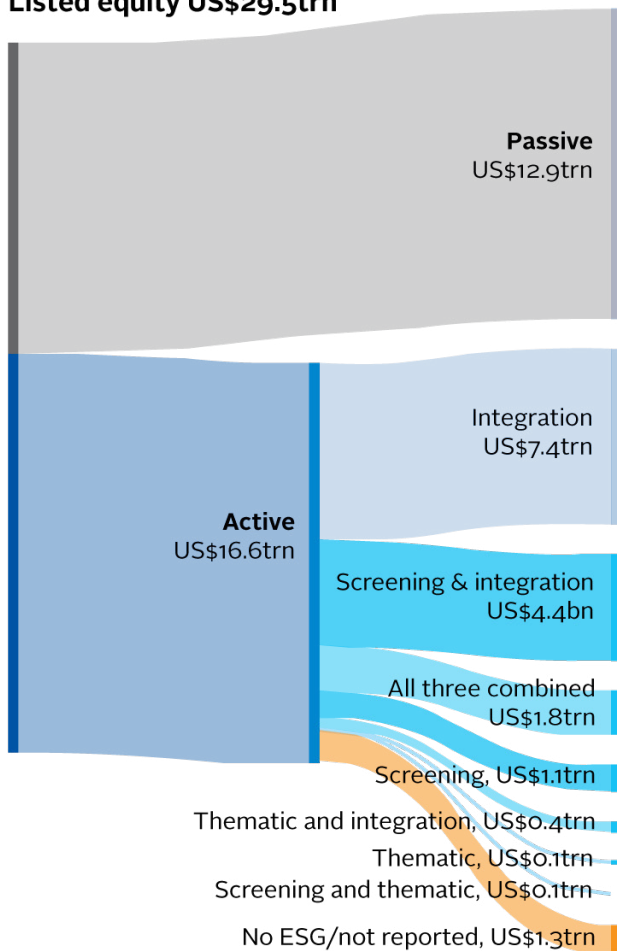 Listed equity US$29.5trn
Passive
US$12.9trn
Integration
US$7.4trn
Active
US$16.6trn
Screening & integration
US$4.4bn
All three combined
US$1.8trn
Screening, US$1.1trn
Thematic and integration, US$0.4trn
Thematic, US$0.1trn
Screening and thematic, US$0.1trn
No ESG/not reported, US$1.3trn